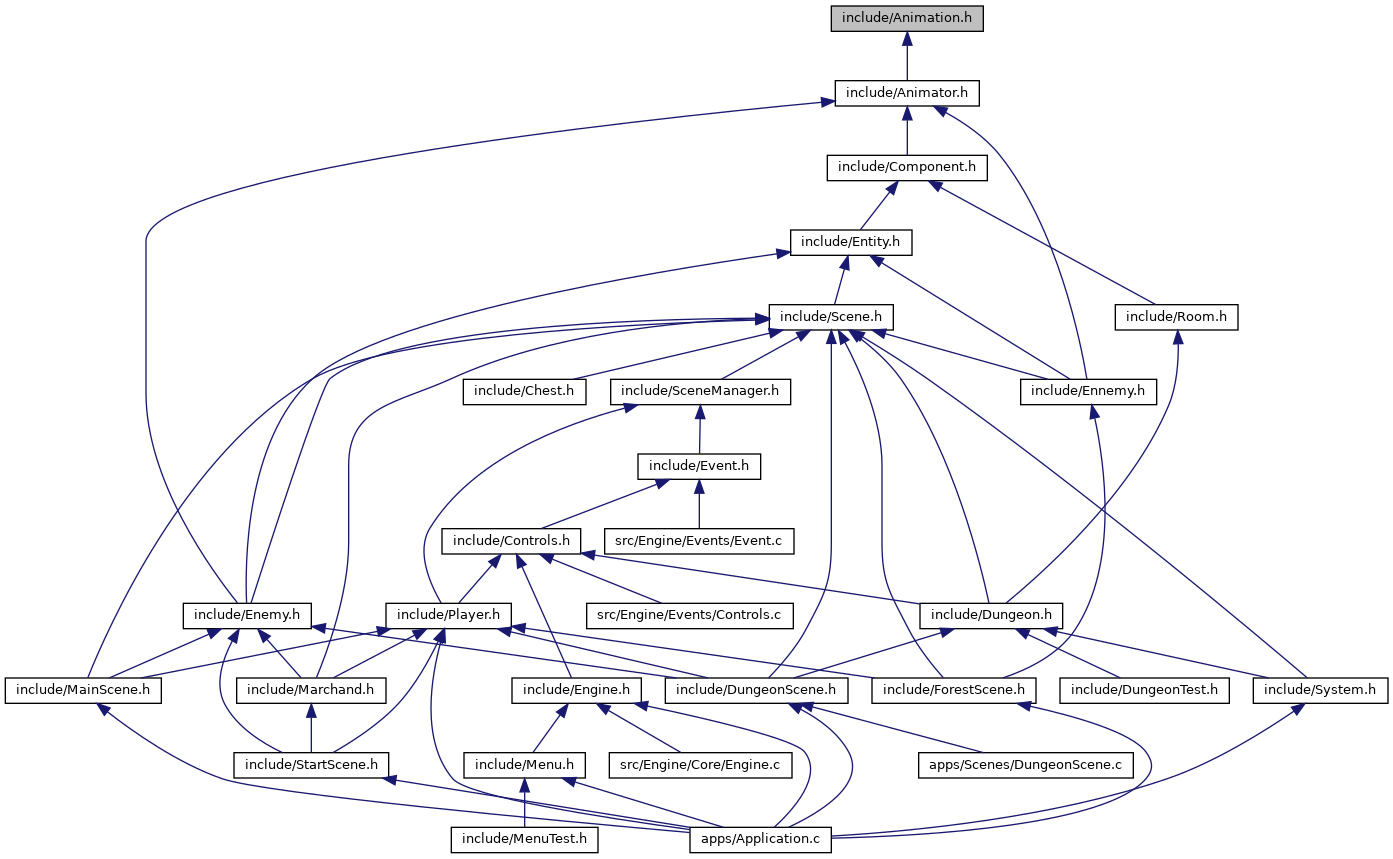 include/Animation.h
include/Animator.h
include/Component.h
include/Entity.h
include/Scene.h
include/Room.h
include/Chest.h
include/SceneManager.h
include/Ennemy.h
include/Event.h
include/Controls.h
src/Engine/Events/Event.c
include/Enemy.h
include/Player.h
src/Engine/Events/Controls.c
include/Dungeon.h
include/MainScene.h
include/Marchand.h
include/Engine.h
include/DungeonScene.h
include/ForestScene.h
include/DungeonTest.h
include/System.h
include/StartScene.h
include/Menu.h
src/Engine/Core/Engine.c
apps/Scenes/DungeonScene.c
include/MenuTest.h
apps/Application.c